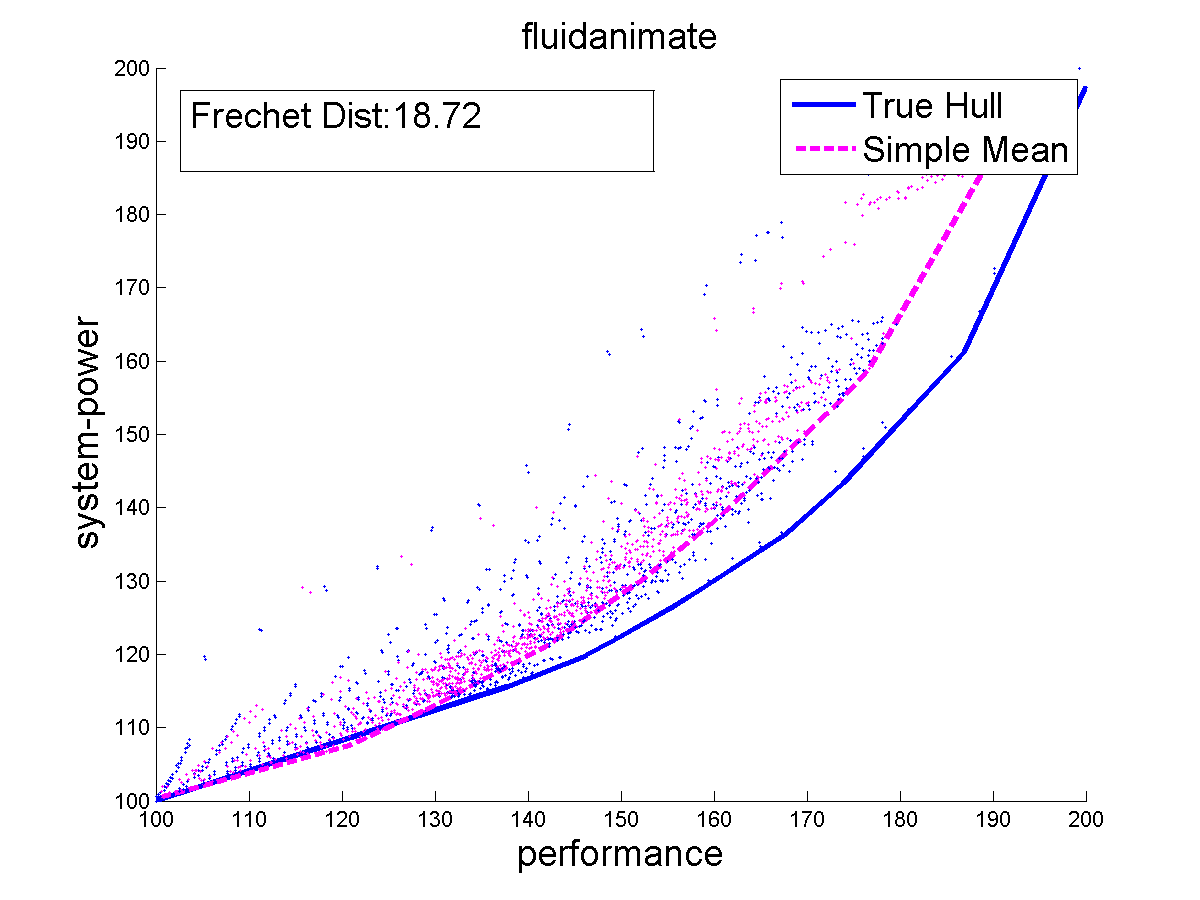 fluidanimate
Frechet Dist:18.72
True Hull
Simple Mean
system-power
200
190
180
170
160
150
140
130
120
110
100
100 110 120 130 140 150 160 170 180 190 200
performance